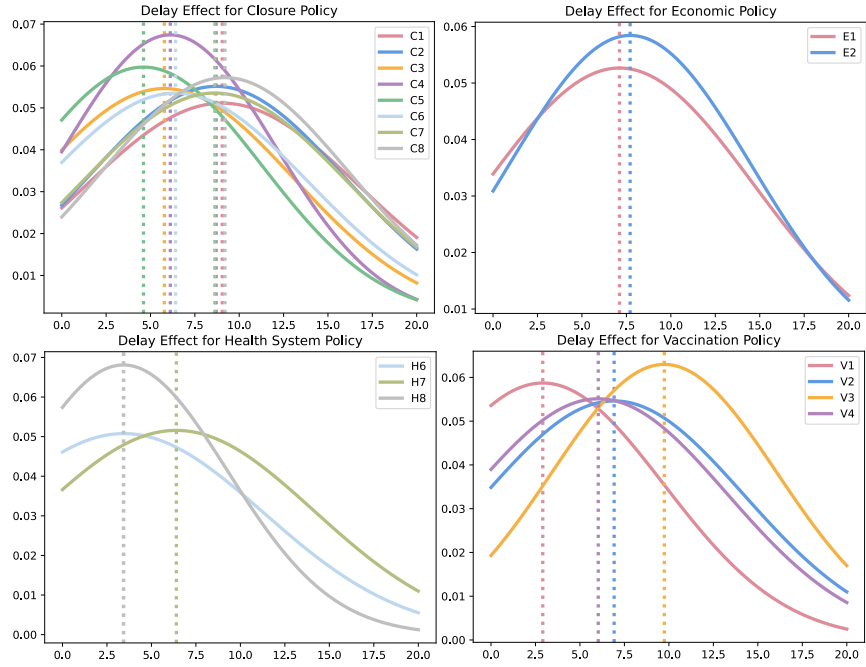 Delay Effect for Closure Policy
0.07
0.06
0.05
0.04
0.03
0.02
0.01
0.0 2.5 5.0 7.5 10.0 12.5 15.0 17.5 20.0
C1
C2
C3
C4
C5
C6
C7
C8
Delay Effect for Economic Policy
0.06
0.05
0.04
0.03
0.02
0.01
0.0 2.5 5.0 7.5 10.0 12.5 15.0 17.5 20.0
E1
E2
Delay Effect for Health System Policy
0.07
0.06
0.05
0.04
0.03
0.02
0.01
0.00
0.0 2.5 5.0 7.5 10.0 12.5 15.0 17.5 20.0
H6
H7
H8
Delay Effect for Vaccination Policy
0.06
0.05
0.04
0.03
0.02
0.01
0.00
0.0 2.5 5.0 7.5 10.0 12.5 15.0 17.5 20.0
V1
V2
V3
V4